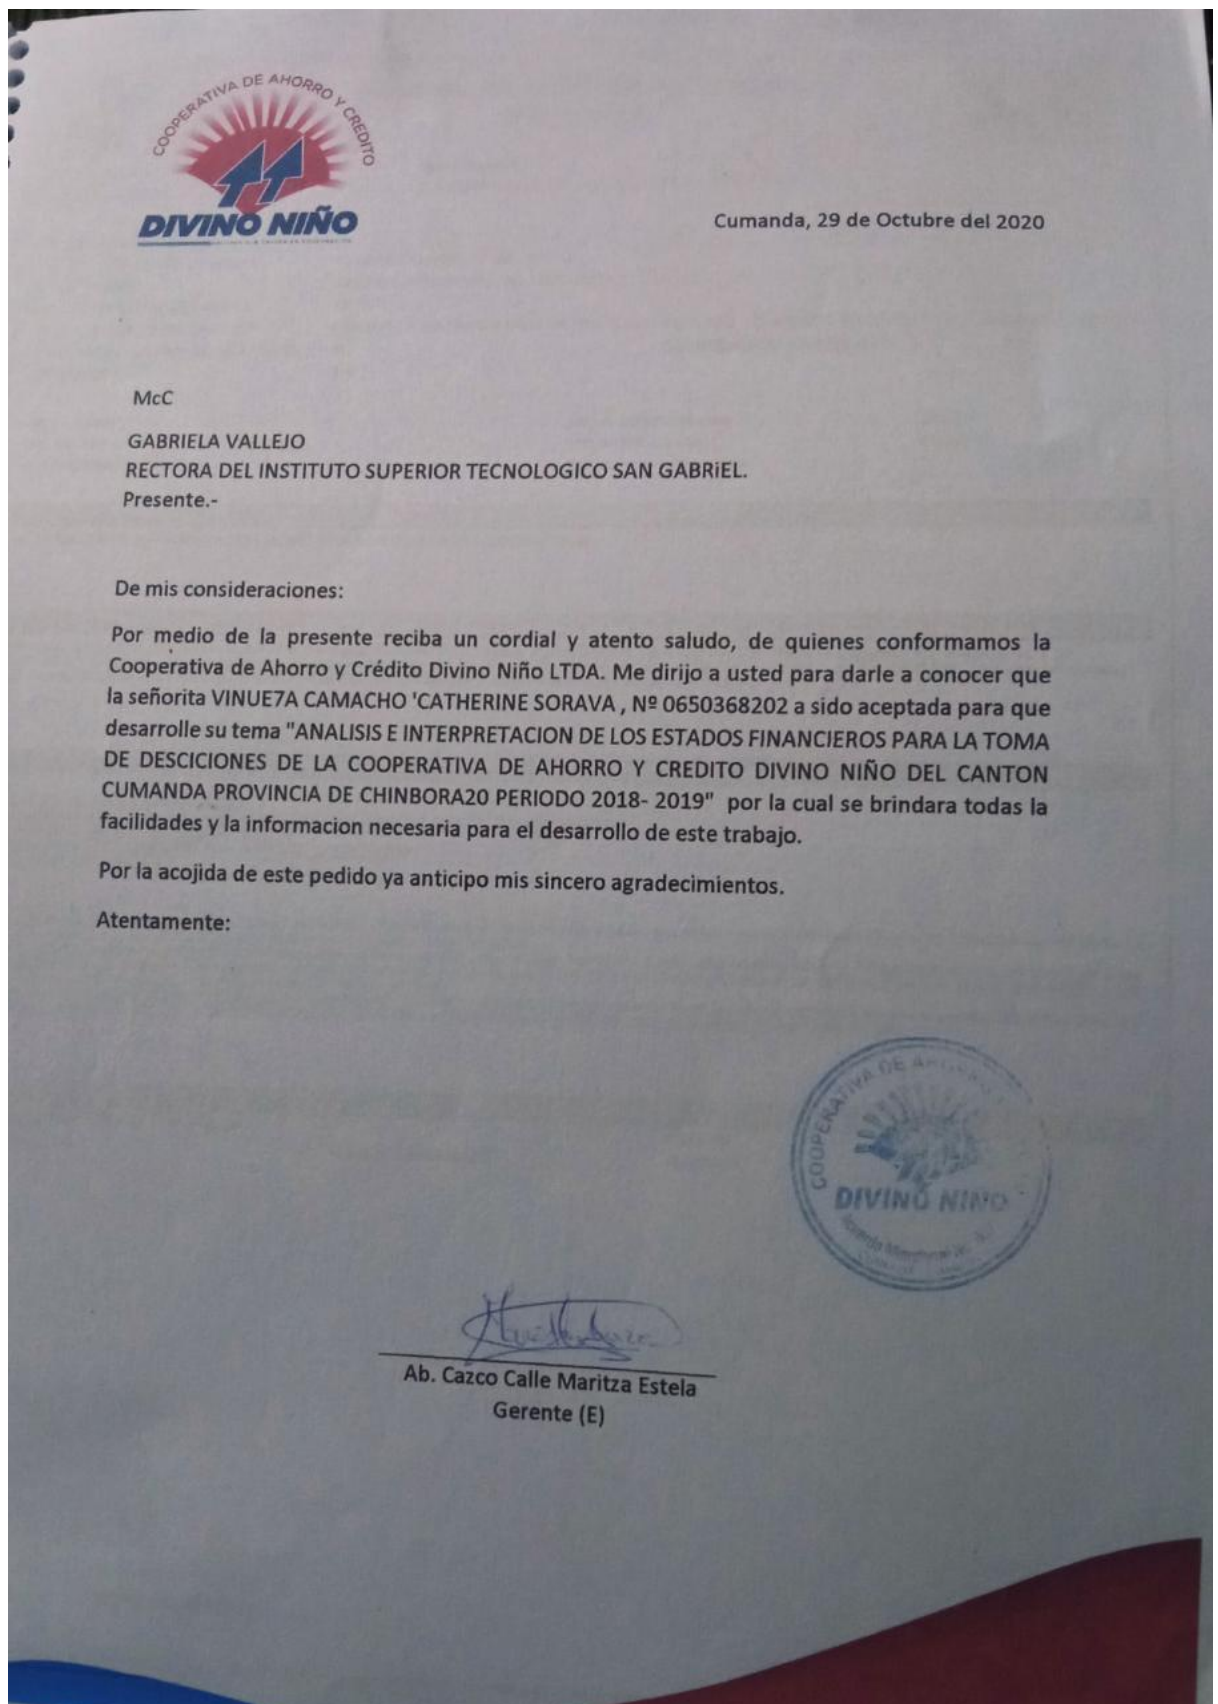 COOPERATIVA DE AHORRO Y CREDITO
DIVINO NIÑO
Cumanda, 29 de Octubre del 2020
McC
GABRIELA VALLEJO
RECTORA DEL INSTITUTO SUPERIOR TECNOLOGICO SAN GABRiEL.
Presente.-
De mis consideraciones:
Por medio de la presente reciba un cordial y atento saludo, de quienes conformamos la
Cooperativa de Ahorro y Crédito Divino Niño LTDA. Me dirijo a usted para darle a conocer que
la señorita VINUE7A CAMACHO 'CATHERINE SORAVA , Nº 0650368202 a sido aceptada para que
desarrolle su tema "ANALISIS E INTERPRETACION DE LOS ESTADOS FINANCIEROS PARA LA TOMA
DE DESCICIONES DE LA COOPERATIVA DE AHORRO Y CREDITO DIVINO NIÑO DEL CANTON
CUMANDA PROVINCIA DE CHINBORA20 PERIODO 2018- 2019" por la cual se brindara todas la
facilidades y la informacion necesaria para el desarrollo de este trabajo.
Por la acojida de este pedido ya anticipo mis sincero agradecimientos.
Atentamente:
COOPERATIVA DE
DIVINO NIÑO
Ab. Cazco Calle Maritza Estela
Gerente (E)